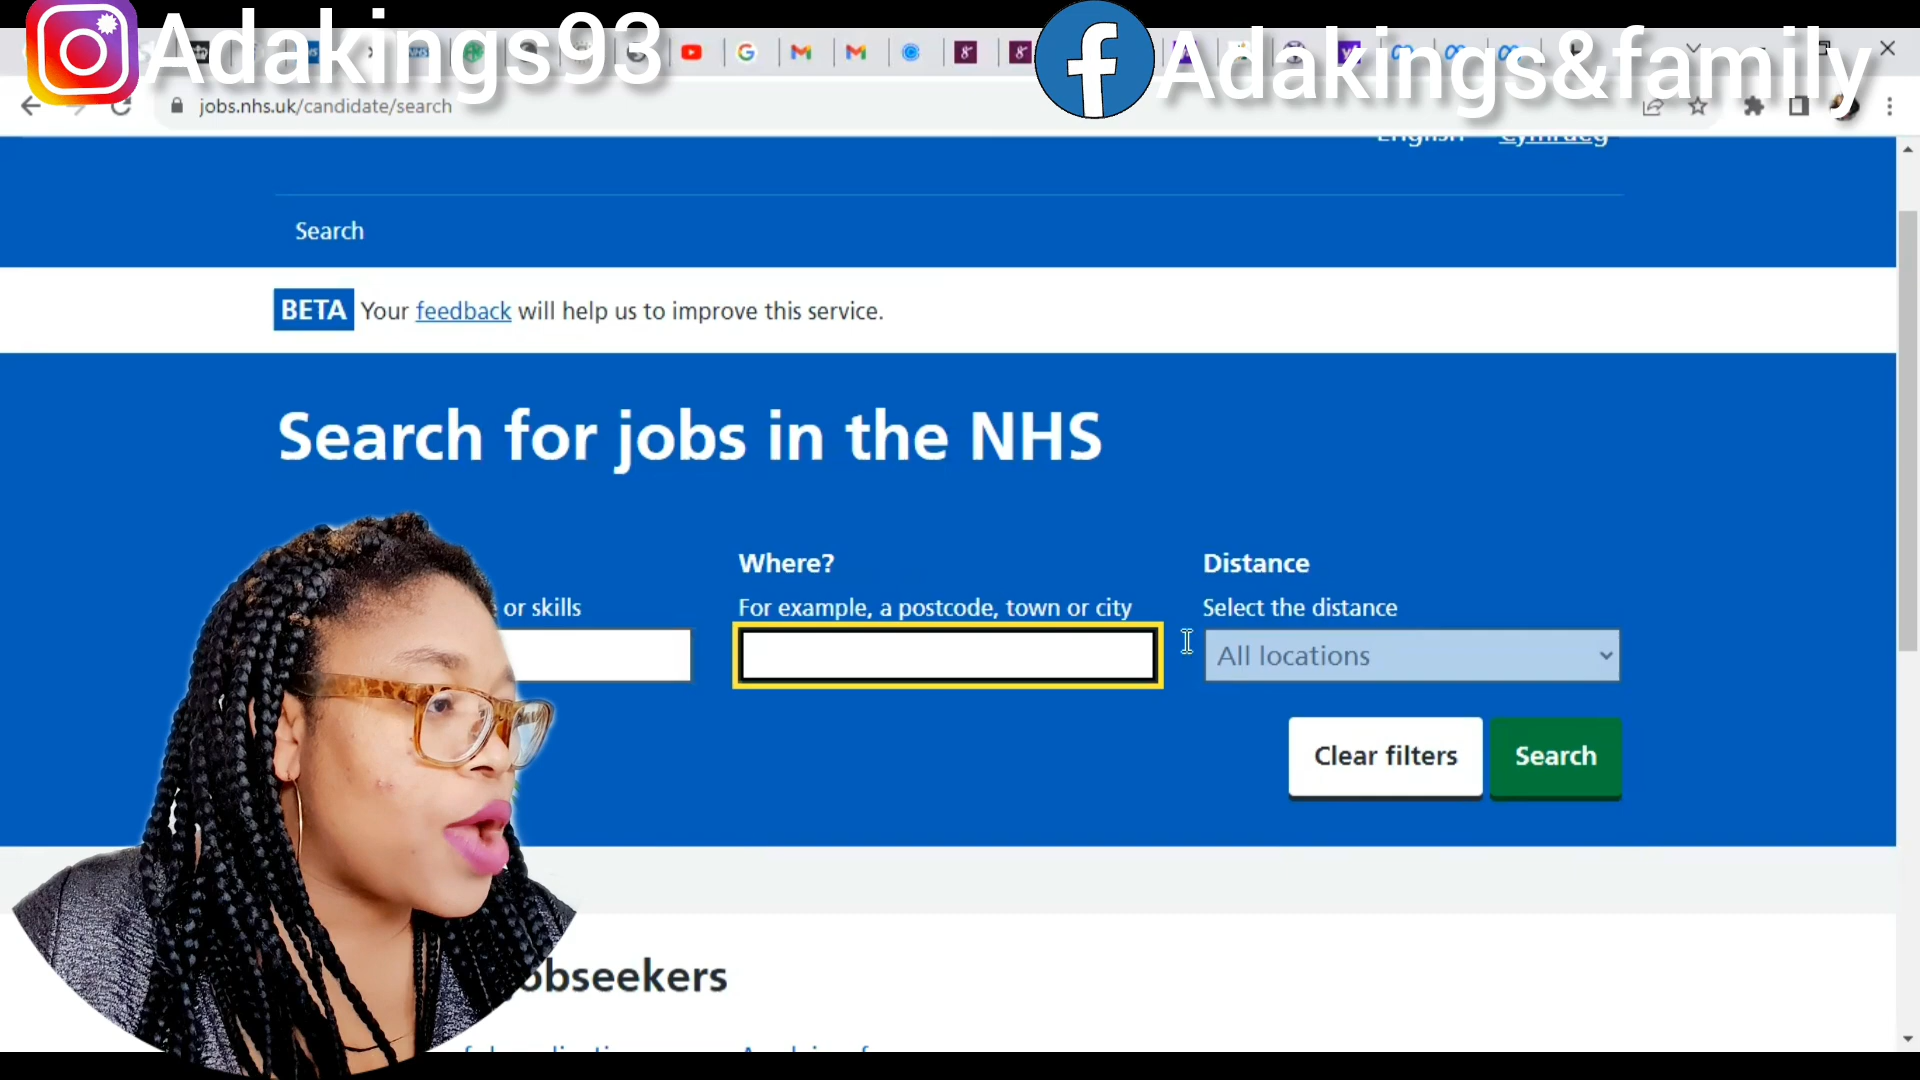 Adakings93
Adakings&family
jobs.nhs.uk/candidate/search
English Cymraeg
Search
BETA Your feedback will help us to improve this service.
Search for jobs in the NHS
or skills
Where?
For example, a postcode, town or city
Distance
Select the distance
All locations
Clear filters
Search
obseekers